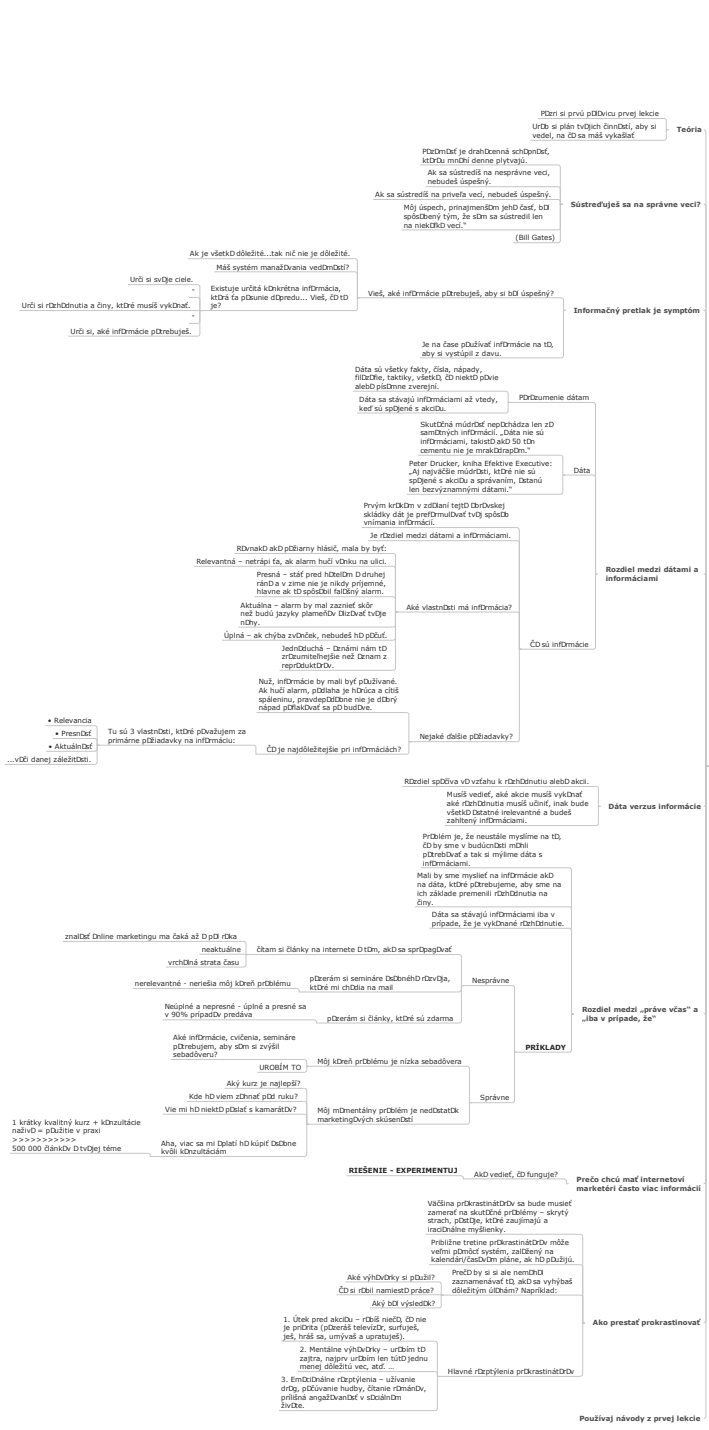 Pozri si prvú polovicu prvej lekcie
Urob si plán tvojich činností, aby si
vedel, na čo sa máš vykašlať
Teória
Pozornosť je drahocenná schopnosť,
ktorou mnohí denne plytvajú.
Ak sa sústredíš na nesprávne veci,
nebudeš úspešný.
Ak sa sústredíš na priveľa vecí, nebudeš úspešný.
Môj úspech, prinajmenšom jeho časť, bol
spôsobený tým, že som sa sústredil len
na niekoľko vecí.“
(Bill Gates)
Sústreďuješ sa na správne veci?
Ak je všetko dôležité...tak nič nie je dôležité.
Máš systém manažovania vedomostí?
Urči si svoje ciele.
-
Urči si rozhodnutia a činy, ktoré musíš vykonať.
-
Urči si, aké informácie potrebuješ.
Existuje určitá konkrétna informácia,
ktorá ťa posunie dopredu... Vieš, čo to
je?
Vieš, aké informácie potrebuješ, aby si bol úspešný?
Je na čase používať informácie na to,
aby si vystúpil z davu.
Informačný pretlak je symptóm
Dáta sú všetky fakty, čísla, nápady,
filozofie, taktiky, všetko, čo niekto povie
alebo písomne zverejní.
Dáta sa stávajú informáciami až vtedy,
keď sú spojené s akciou.
Porozumenie dátam
Skutočná múdrosť nepochádza len zo
samotných informácií. „Dáta nie sú
informáciami, takisto ako 50 ton
cementu nie je mrakodrapom.“
Peter Drucker, kniha Efektive Executive:
„Aj najväčšie múdrosti, ktoré nie sú
spojené s akciou a správaním, ostanú
len bezvýznamnými dátami.“
Dáta
Prvým krokom v zdolaní tejto obrovskej
skládky dát je preformulovať tvoj spôsob
vnímania informácií.
Je rozdiel medzi dátami a informáciami.
Rovnako ako požiarny hlásič, mala by byť:
Relevantná – netrápi ťa, ak alarm hučí vonku na ulici.
Presná – stáť pred hotelom o druhej
ráno a v zime nie je nikdy príjemné,
hlavne ak to spôsobil falošný alarm.
Aktuálna – alarm by mal zaznieť skôr
než budú jazyky plameňov olizovať tvoje
nohy.
Úplná – ak chýba zvonček, nebudeš ho počuť.
Jednoduchá – oznámi nám to
zrozumiteľnejšie než oznam z
reproduktorov.
Aké vlastnosti má informácia?
Čo sú informácie
Rozdiel medzi dátami a
informáciami
Nuž, informácie by mali byť používané.
Ak hučí alarm, podlaha je horúca a cítiš
spáleninu, pravdepodobne nie je dobrý
nápad poflakovať sa po budove.
Nejaké ďalšie požiadavky?
• Relevancia
• Presnosť
• Aktuálnosť
...voči danej záležitosti.
Tu sú 3 vlastnosti, ktoré považujem za
primárne požiadavky na informáciu:
Čo je najdôležitejšie pri informáciách?
Rozdiel spočíva vo vzťahu k rozhodnutiu alebo akcii.
Musíš vedieť, aké akcie musíš vykonať
aké rozhodnutia musíš učiniť, inak bude
všetko ostatné irelevantné a budeš
zahltený informáciami.
Dáta verzus informácie
Problém je, že neustále myslíme na to,
čo by sme v budúcnosti mohli
potrebovať a tak si mýlime dáta s
informáciami.
Mali by sme myslieť na informácie ako
na dáta, ktoré potrebujeme, aby sme na
ich základe premenili rozhodnutia na
činy.
Dáta sa stávajú informáciami iba v
prípade, že je vykonané rozhodnutie.
znalosť online marketingu ma čaká až o pol roka
neaktuálne
vrcholná strata času
čítam si články na internete o tom, ako sa spropagovať
nerelevantné - neriešia môj koreň problému
pozerám si semináre osobného rozvoja,
ktoré mi chodia na mail
Neúplné a nepresné - úplné a presné sa
v 90% prípadov predáva
pozerám si články, ktoré sú zdarma
Nesprávne
Rozdiel medzi „práve včas“ a
„iba v prípade, že“
PRÍKLADY
Aké informácie, cvičenia, semináre
potrebujem, aby som si zvýšil
sebadôveru?
UROBÍM TO
Môj koreň problému je nízka sebadôvera
Správne
Aký kurz je najlepší?
Kde ho viem zohnať pod ruku?
Vie mi ho niekto poslať s kamarátov?
Môj momentálny problém je nedostatok
marketingových skúseností
1 krátky kvalitný kurz + konzultácie
naživo = použitie v praxi
>>>>>>>>>>>
500 000 článkov o tvojej téme
Aha, viac sa mi oplatí ho kúpiť osobne
kvôli konzultáciám
RIEŠENIE - EXPERIMENTUJ
Ako vedieť, čo funguje?
Prečo chcú mať internetoví
marketéri často viac informácií
Väčšina prokrastinátorov sa bude musieť
zamerať na skutočné problémy – skrytý
strach, postoje, ktoré zaujímajú a
iracionálne myšlienky.
Približne tretine prokrastinátorov môže
veľmi pomôcť systém, založený na
kalendári/časovom pláne, ak ho použijú.
Aké výhovorky si použil?
Čo si robil namiesto práce?
Aký bol výsledok?
Prečo by si si ale nemohol
zaznamenávať to, ako sa vyhýbaš
dôležitým úlohám? Napríklad:
Ako prestať prokrastinovať
1. Útek pred akciou – robíš niečo, čo nie
je priorita (pozeráš televízor, surfuješ,
ješ, hráš sa, umývaš a upratuješ).
2. Mentálne výhovorky – urobím to
zajtra, najprv urobím len túto jednu
menej dôležitú vec, atď. ...
3. Emocionálne rozptýlenia – užívanie
drog, počúvanie hudby, čítanie románov,
prílišná angažovanosť v sociálnom
živote.
Hlavné rozptýlenia prokrastinátorov
Používaj návody z prvej lekcie